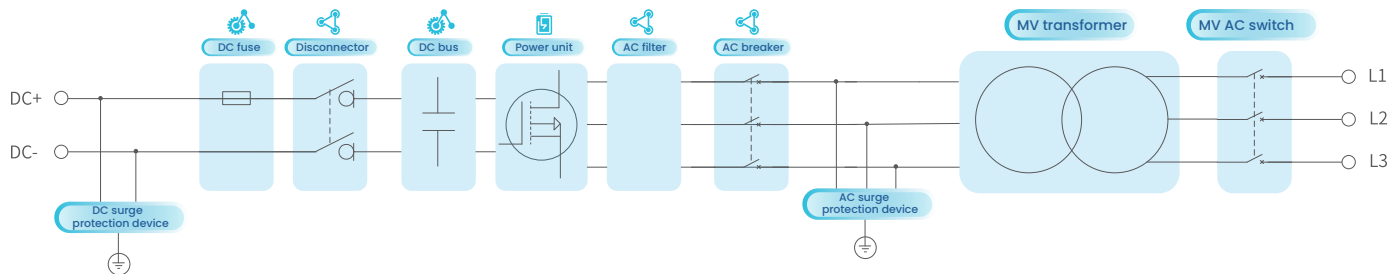 MV transformer
MV AC switch
DC fuse
Disconnector
DC bus
Power unit
AC filter
AC breaker
L1
DC+
L2
DC-
L3
DC surge
protection device
AC surge
protection device